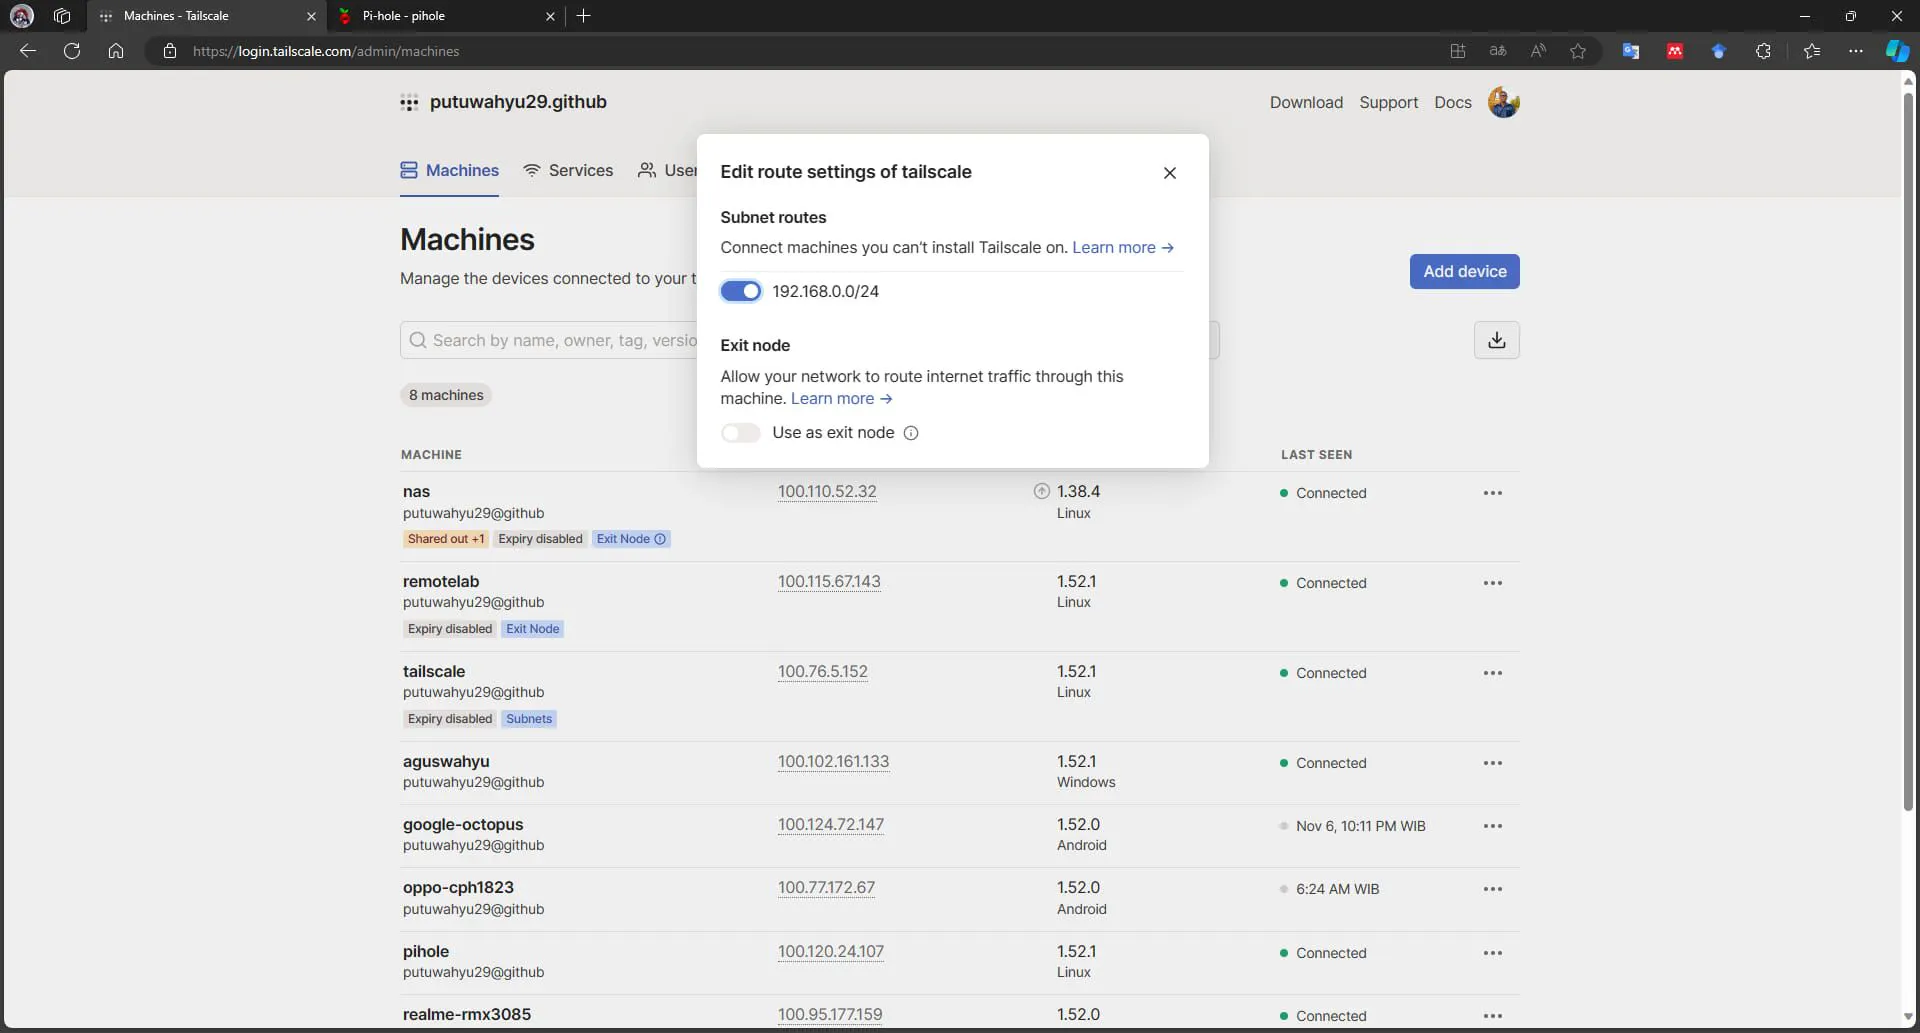 Machines - Tailscale
Pi-hole - pihole
https://login.tailscale.com/admin/machines
putuwahyu29.github
Download
Support
Docs
Machines
Services
User
Edit route settings of tailscale
Subnet routes
Connect machines you can't install Tailscale on. Learn more →
192.168.0.0/24
Exit node
Allow your network to route internet traffic through this
machine. Learn more →
Use as exit node
Machines
Manage the devices connected to your t
Add device
Search by name, owner, tag, versio
8 machines
MACHINE
LAST SEEN
nas
100.110.52.32
1.38.4
Connected
putuwahyu29@github
Linux
Shared out +1
Expiry disabled
Exit Node
remotelab
100.115.67.143
1.52.1
Connected
putuwahyu29@github
Linux
Expiry disabled
Exit Node
tailscale
100.76.5.152
1.52.1
Connected
putuwahyu29@github
Linux
Expiry disabled
Subnets
aguswahyu
100.102.161.133
1.52.1
Connected
putuwahyu29@github
Windows
google-octopus
100.124.72.147
1.52.0
Nov 6, 10:11 PM WIB
putuwahyu29@github
Android
oppo-cph1823
100.77.172.67
1.52.0
6:24 AM WIB
putuwahyu29@github
Android
pihole
100.120.24.107
1.52.1
Connected
putuwahyu29@github
Linux
realme-rmx3085
100.95.177.159
1.52.0
Connected